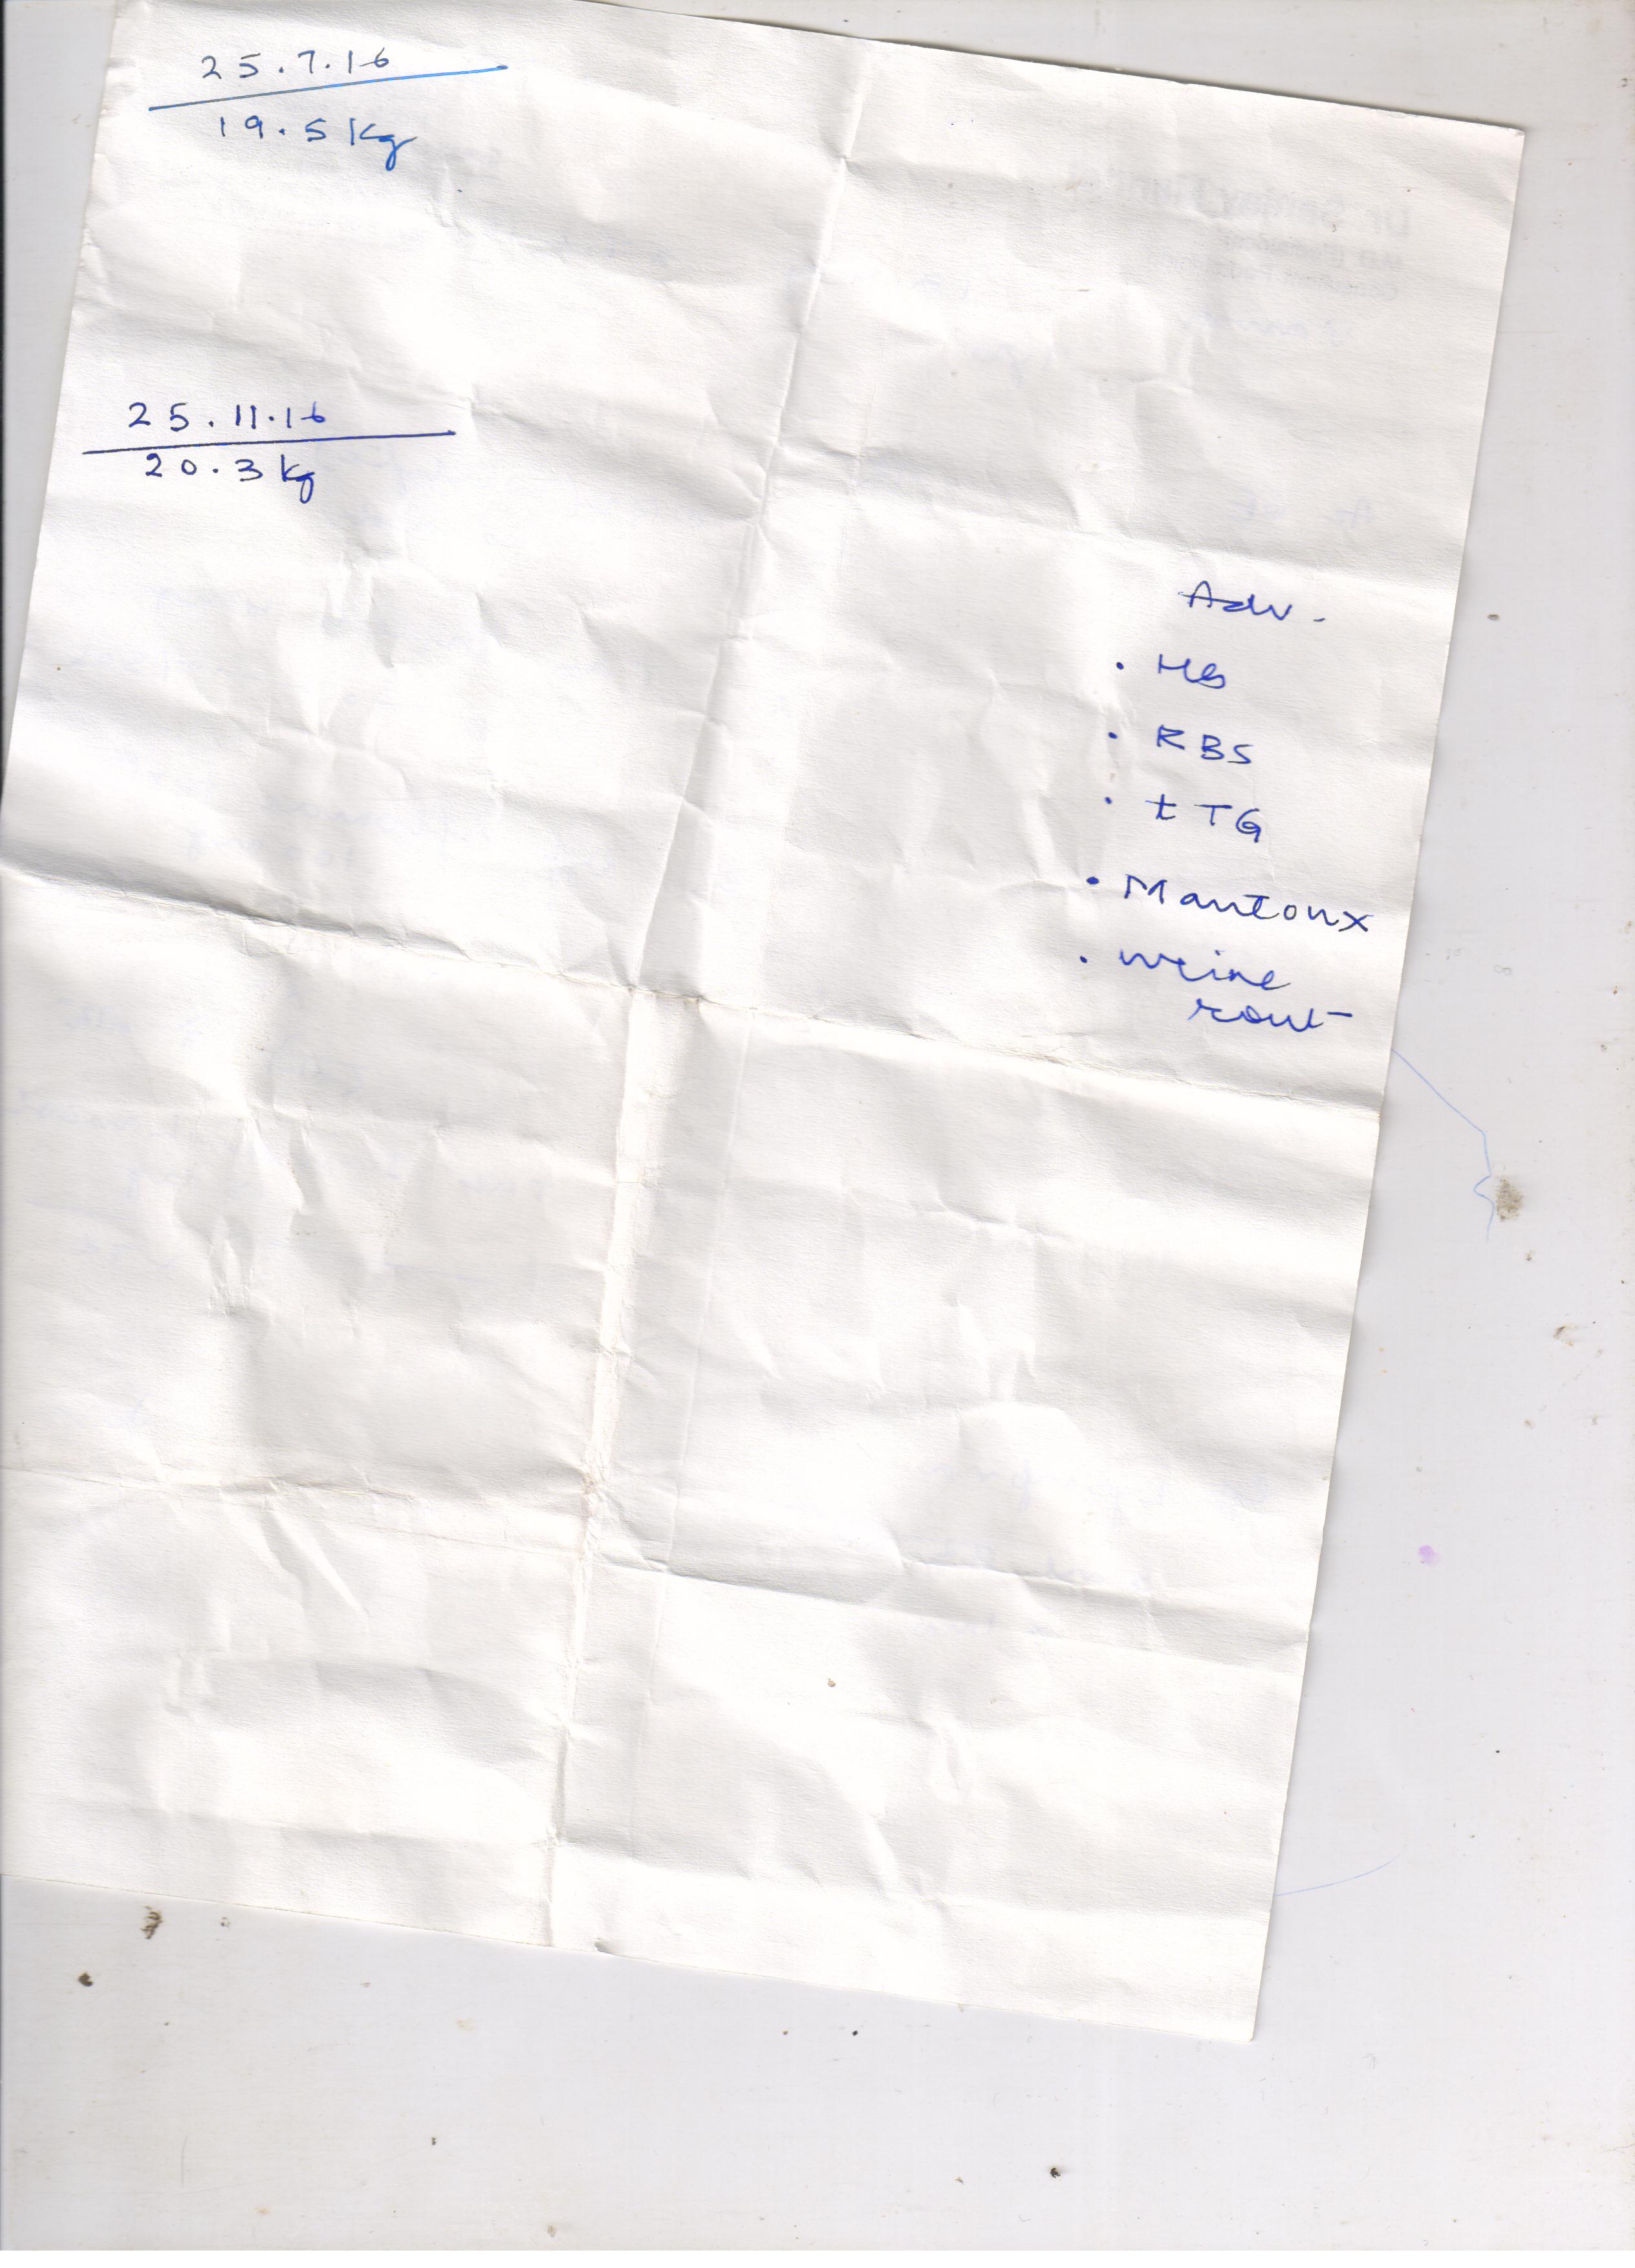 25.7.16
19.5 Kg
25.11.16
20.3 kg
Adv.
• Hb
• RBS
• tTG
• Mantoux
• urine
rout-